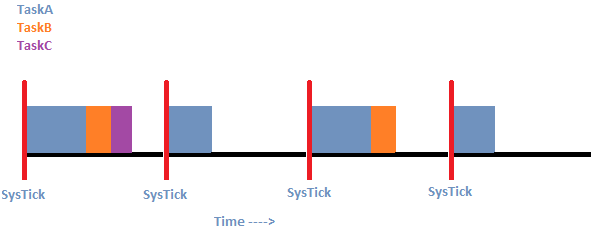 TaskA
TaskB
TaskC
SysTick
SysTick
SysTick
SysTick
Time ---->